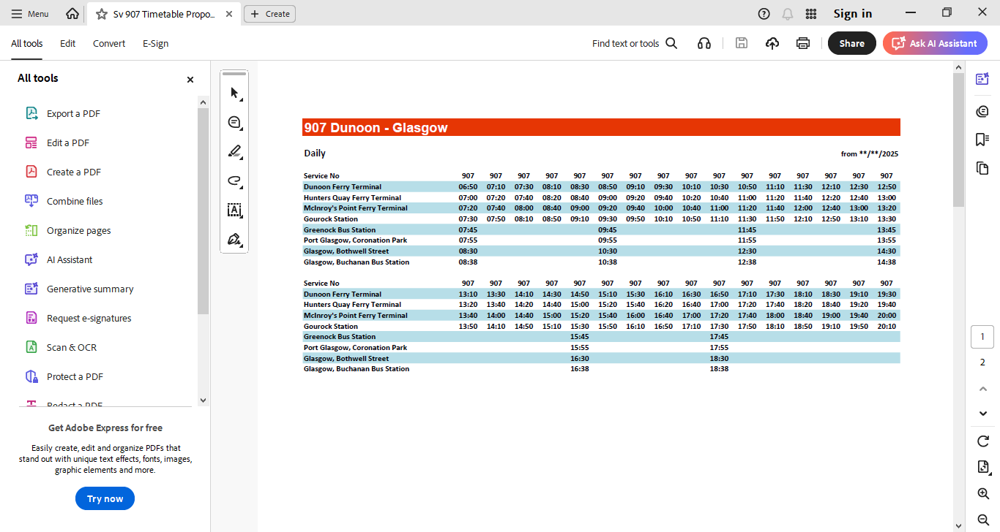 Menu
Sv 907 Timetable Propo...
Create
Sign in
All tools Edit Convert E-Sign
Find text or tools
Share
Ask AI Assistant
All tools
Export a PDF
Edit a PDF
Create a PDF
Combine files
Organize pages
AI Assistant
Generative summary
Request e-signatures
Scan & OCR
Protect a PDF
Redact a PDF
Get Adobe Express for free
Easily create, edit and organize PDFs that
stand out with unique text effects, fonts, images,
graphic elements and more.
Try now
907 Dunoon - Glasgow
Daily from **/**/2025
Service No 907 907 907 907 907 907 907 907 907 907 907 907 907 907 907 907
Dunoon Ferry Terminal 06:50 07:10 07:30 08:10 08:30 08:50 09:10 09:30 10:10 10:30 10:50 11:10 11:30 12:10 12:30 12:50
Hunters Quay Ferry Terminal 07:00 07:20 07:40 08:20 08:40 09:00 09:20 09:40 10:20 10:40 11:00 11:20 11:40 12:20 12:40 13:00
McInroy's Point Ferry Terminal 07:20 07:40 08:00 08:40 09:00 09:20 09:40 10:00 10:40 11:00 11:20 11:40 12:00 12:40 13:00 13:20
Gourock Station 07:30 07:50 08:10 08:50 09:10 09:30 09:50 10:10 10:50 11:10 11:30 11:50 12:10 12:50 13:10 13:30
Greenock Bus Station 07:45 09:45 11:45 13:45
Port Glasgow, Coronation Park 07:55 09:55 11:55 13:55
Glasgow, Bothwell Street 08:30 10:30 12:30 14:30
Glasgow, Buchanan Bus Station 08:38 10:38 12:38 14:38
Service No 907 907 907 907 907 907 907 907 907 907 907 907 907 907 907 907
Dunoon Ferry Terminal 13:10 13:30 14:10 14:30 14:50 15:10 15:30 16:10 16:30 16:50 17:10 17:30 18:10 18:30 19:10 19:30
Hunters Quay Ferry Terminal 13:20 13:40 14:20 14:40 15:00 15:20 15:40 16:20 16:40 17:00 17:20 17:40 18:20 18:40 19:20 19:40
McInroy's Point Ferry Terminal 13:40 14:00 14:40 15:00 15:20 15:40 16:00 16:40 17:00 17:20 17:40 18:00 18:40 19:00 19:40 20:00
Gourock Station 13:50 14:10 14:50 15:10 15:30 15:50 16:10 16:50 17:10 17:30 17:50 18:10 18:50 19:10 19:50 20:10
Greenock Bus Station 15:45 17:45
Port Glasgow, Coronation Park 15:55 17:55
Glasgow, Bothwell Street 16:30 18:30
Glasgow, Buchanan Bus Station 16:38 18:38
1
2